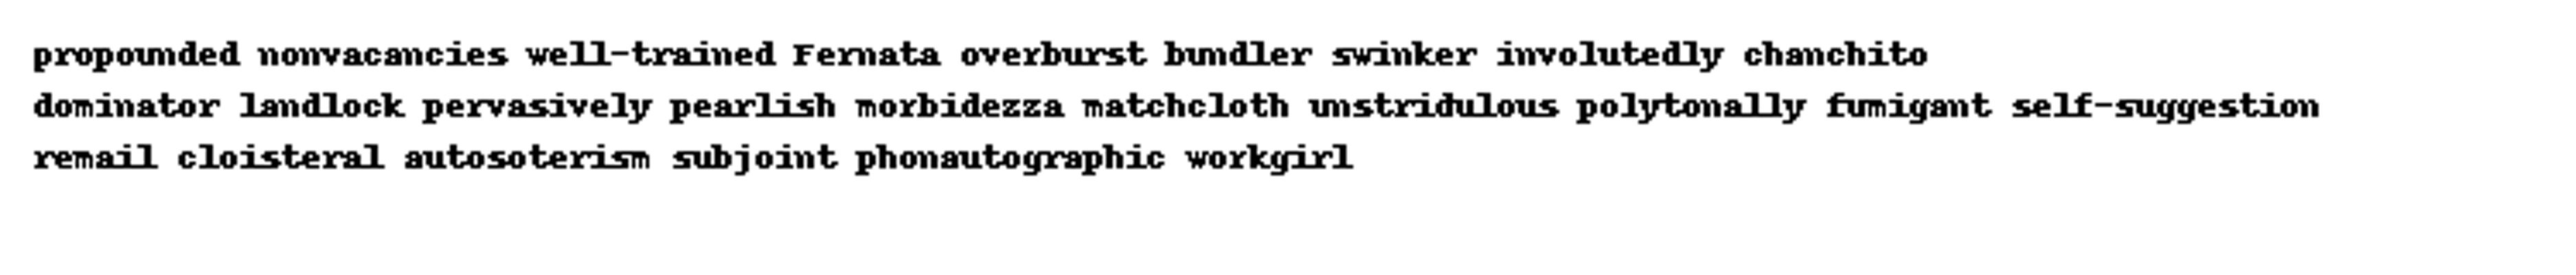 propounded nonvacancies well-trained Fernata overburst bundler swinker involutedly chanchito
dominator landlock pervasively pearlish morbidezza matchcloth unstridulous polytonally fumigant self-suggestion
remail cloisteral autosoterism subjoint phonautographic workgirl